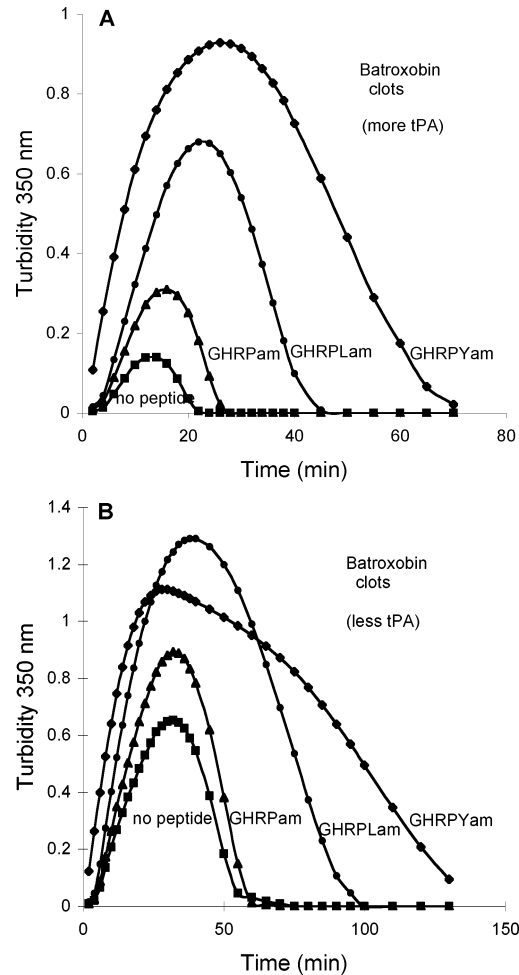 A
1
0.8
0.6
0.4
0.2
0
Turbidity 350 nm
Batroxobin
clots
(more tPA)
no peptide
GHRPam
GHRPLam
GHRPYam
0 20 40 60 80
Time (min)
B
1.4
1.2
1
0.8
0.6
0.4
0.2
0
Turbidity 350 nm
Batroxobin
clots
(less tPA)
no peptide
GHRPam
GHRPLam
GHRPYam
0 50 100 150
Time (min)